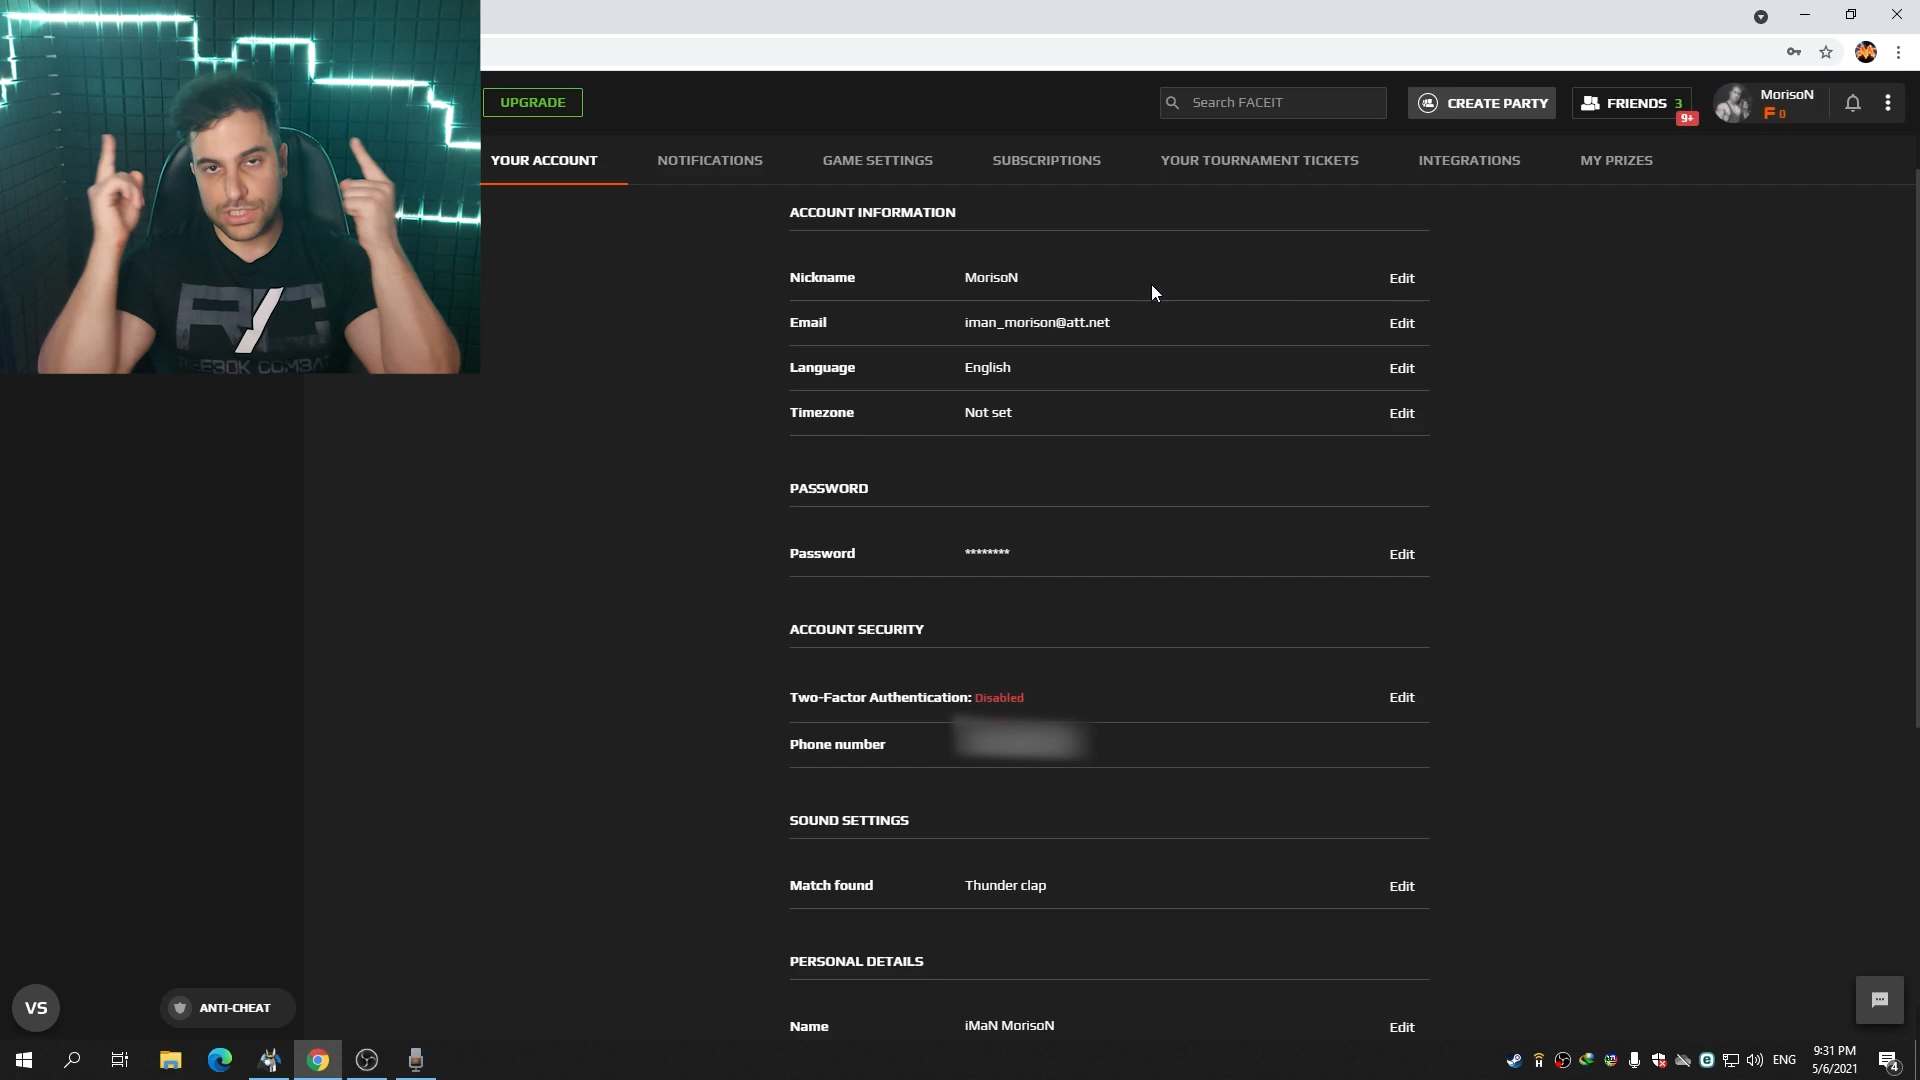 UPGRADE
Search FACEIT
CREATE PARTY
FRIENDS 3
9+
MorisoN
0
YOUR ACCOUNT
NOTIFICATIONS
GAME SETTINGS
SUBSCRIPTIONS
YOUR TOURNAMENT TICKETS
INTEGRATIONS
MY PRIZES
ACCOUNT INFORMATION
Nickname MorisoN Edit
Email iman_morison@att.net Edit
Language English Edit
Timezone Not set Edit
PASSWORD
Password ******** Edit
ACCOUNT SECURITY
Two-Factor Authentication: Disabled Edit
Phone number
SOUND SETTINGS
Match found Thunder clap Edit
PERSONAL DETAILS
Name iMaN MorisoN Edit
VS
ANTI-CHEAT
ENG
9:31 PM
5/6/2021
4